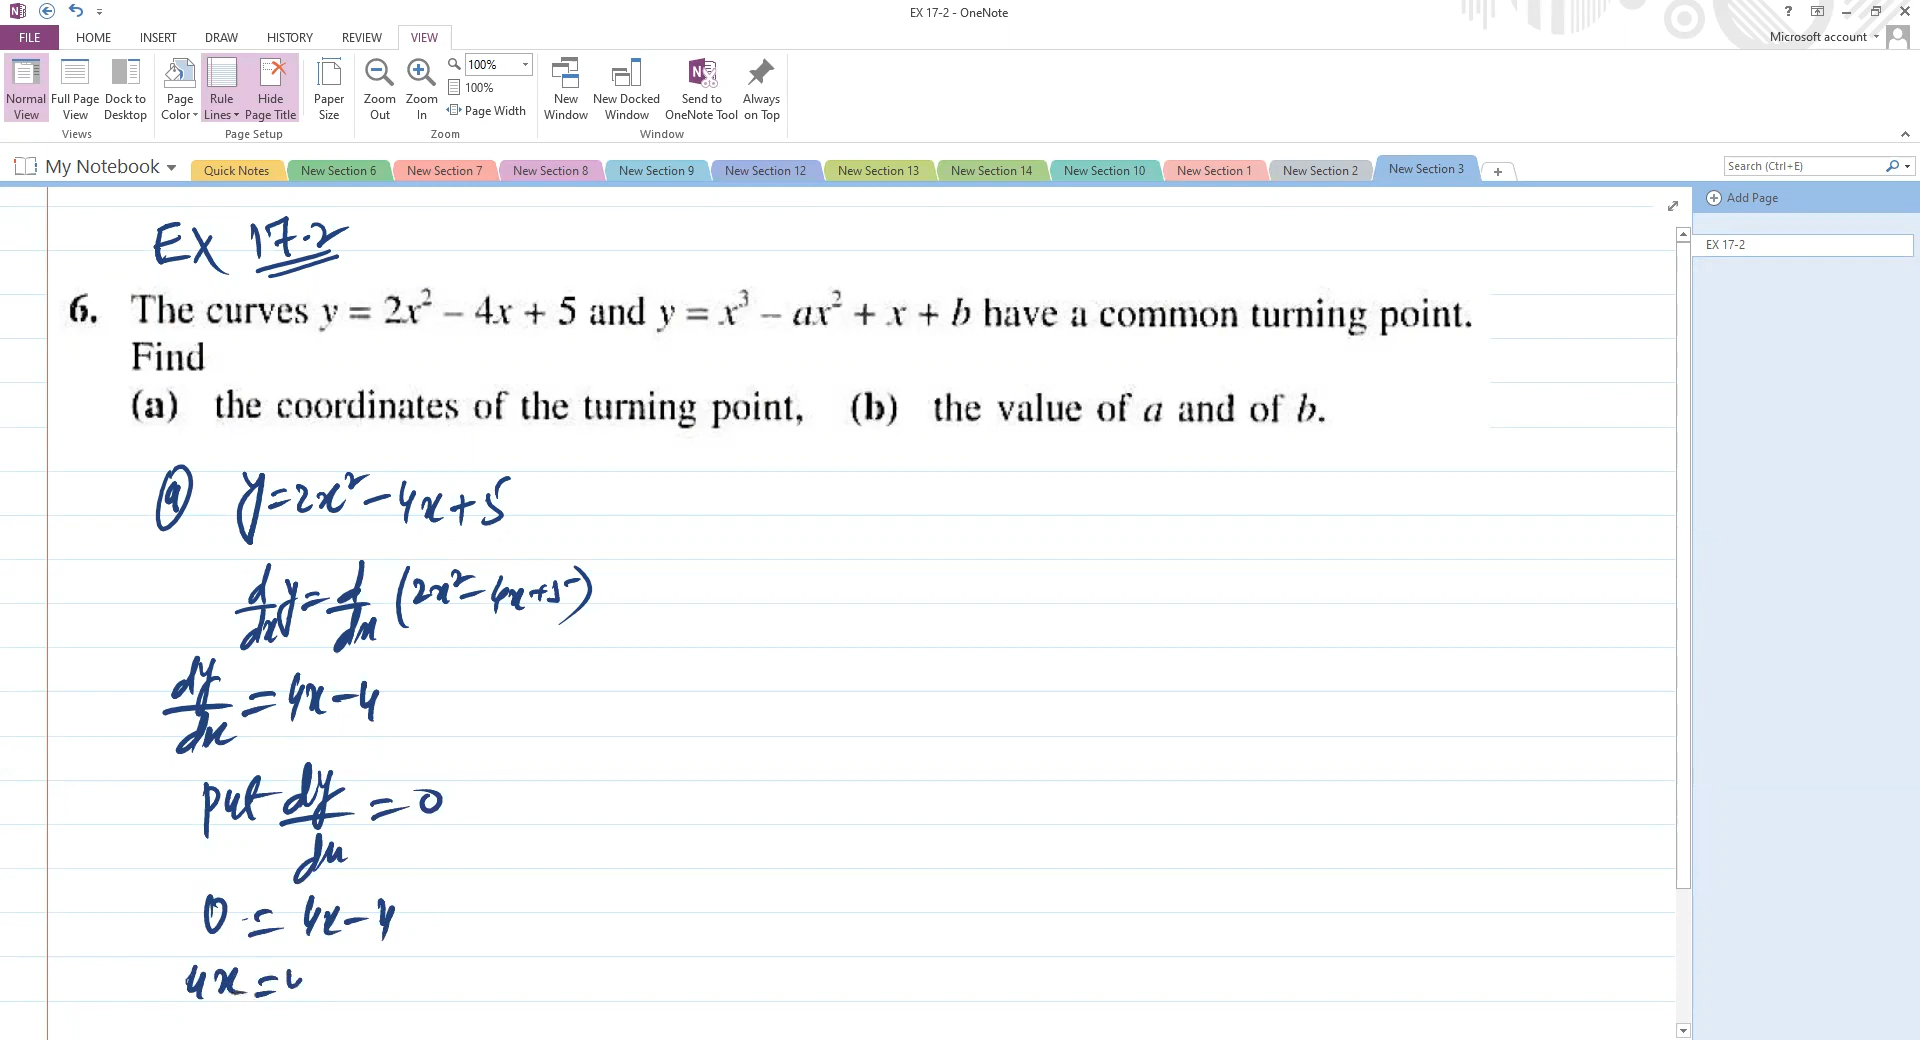 EX 17-2 - OneNote
?
Microsoft account
FILE HOME INSERT DRAW HISTORY REVIEW VIEW
Normal View
Full Page View
Dock to Desktop
Views
Page Color
Rule Lines
Hide Page Title
Paper Size
Page Setup
Zoom Out
Zoom In
100%
100%
Page Width
Zoom
New Window
New Docked Window
Send to OneNote Tool
Always on Top
Window
My Notebook
Quick Notes
New Section 6
New Section 7
New Section 8
New Section 9
New Section 12
New Section 13
New Section 14
New Section 10
New Section 1
New Section 2
New Section 3
Search (Ctrl+E)
Add Page
EX 17-2
EX 17.2
6. The curves y = 2x² – 4x + 5 and y = x³ – ax² + x + b have a common turning point.
Find
(a) the coordinates of the turning point, (b) the value of a and of b.
(a) y = 2x² – 4x + 5
d/dx y = d/dx (2x² – 4x + 5)
dy/dx = 4x – 4
put dy/dx = 0
0 = 4x – 4
4x =